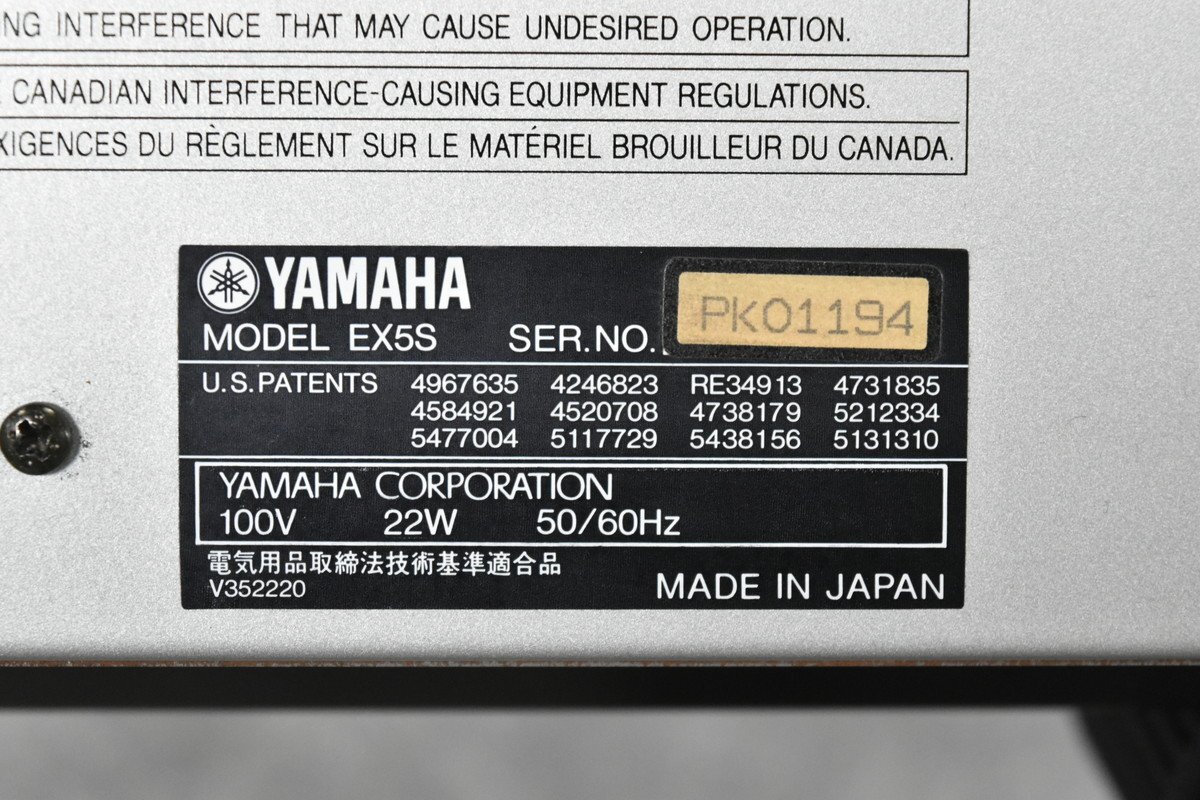 INTERFERENCE THAT MAY CAUSE UNDESIRED OPERATION.
CANADIAN INTERFERENCE-CAUSING EQUIPMENT REGULATIONS.
DU RÈGLEMENT SUR LE MATÉRIEL BROUILLEUR DU CANADA.
YAMAHA
MODEL EX5S SER.NO. PK01194
U.S.PATENTS 4967635 4246823 RE34913 4731835
4584921 4520708 4738179 5212334
5477004 5117729 5438156 5131310
YAMAHA CORPORATION
100V 22W 50/60Hz
電気用品取締法技術基準適合品
V352220
MADE IN JAPAN